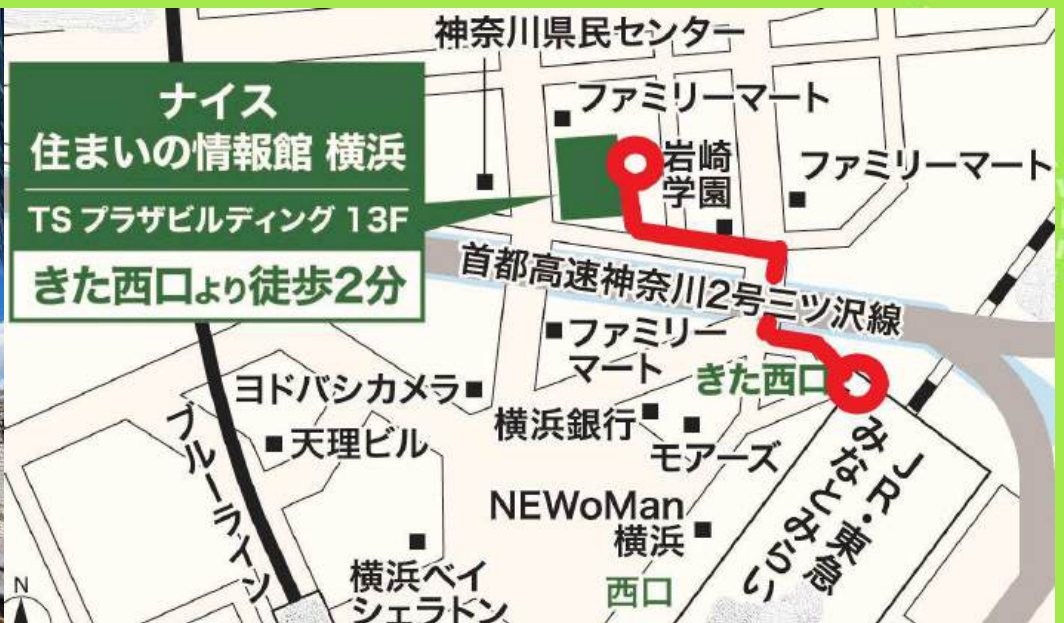 神奈川県民センター
ナイス
住まいの情報館 横浜
TS プラザビルディング 13F
きた西口より徒歩2分
ファミリーマート
岩崎
学園
ファミリーマート
首都高速神奈川2号三ツ沢線
ファミリー
マート
きた西口
ヨドバシカメラ
横浜銀行
天理ビル
モアーズ
ブルーライン
NEWoMan
横浜
JR・東急
みなとみらい
横浜ベイ
シェラトン
西口
N